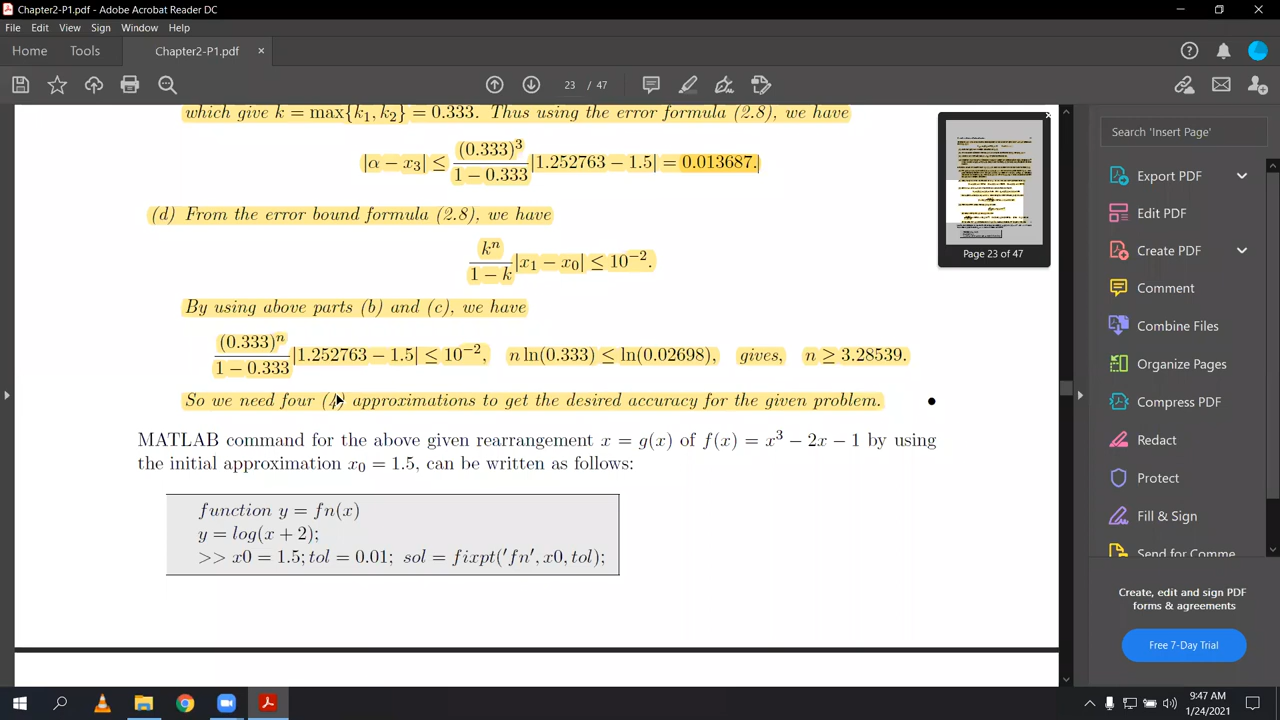 Chapter2-P1.pdf - Adobe Acrobat Reader DC
File Edit View Sign Window Help
Home Tools Chapter2-P1.pdf ×
23 / 47
which give k = max{k₁, k₂} = 0.333. Thus using the error formula (2.8), we have
|α − x₃| ≤ (0.333)³ / 1 − 0.333 |1.252763 − 1.5| = 0.013687.
(d) From the error bound formula (2.8), we have
kⁿ / 1 − k |x₁ − x₀| ≤ 10⁻².
By using above parts (b) and (c), we have
(0.333)ⁿ / 1 − 0.333 |1.252763 − 1.5| ≤ 10⁻², n ln(0.333) ≤ ln(0.02698), gives, n ≥ 3.28539.
So we need four (4) approximations to get the desired accuracy for the given problem. •
MATLAB command for the above given rearrangement x = g(x) of f(x) = x³ − 2x − 1 by using
the initial approximation x₀ = 1.5, can be written as follows:
function y = fn(x)
y = log(x + 2);
>> x0 = 1.5; tol = 0.01; sol = fixpt('fn', x0, tol);
Page 23 of 47
Search 'Insert Page'
Export PDF
Edit PDF
Create PDF
Comment
Combine Files
Organize Pages
Compress PDF
Redact
Protect
Fill & Sign
Send for Comme
Create, edit and sign PDF
forms & agreements
Free 7-Day Trial
9:47 AM
1/24/2021